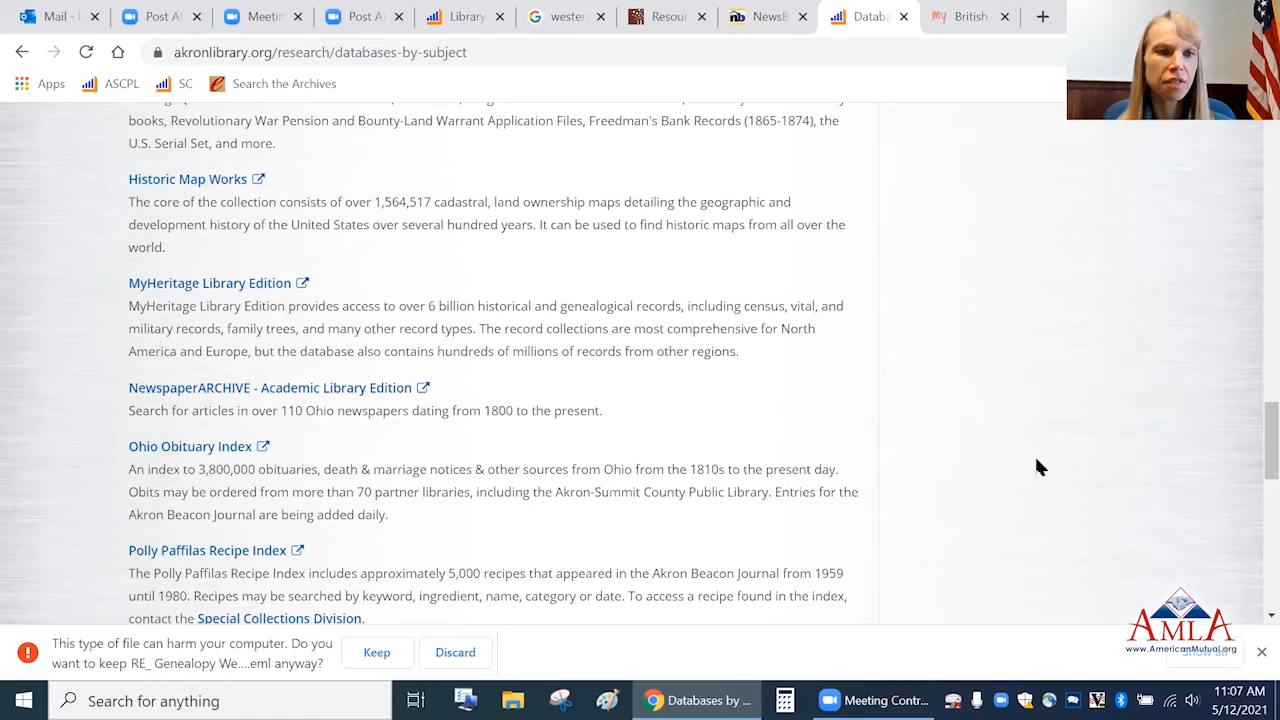 Mail - I
Post At
Meetin
Post At
Library
wester
Resour
NewsB
Databa
British
akronlibrary.org/research/databases-by-subject
Apps ASCPL SC Search the Archives
books, Revolutionary War Pension and Bounty-Land Warrant Application Files, Freedman's Bank Records (1865-1874), the
U.S. Serial Set, and more.
Historic Map Works
The core of the collection consists of over 1,564,517 cadastral, land ownership maps detailing the geographic and
development history of the United States over several hundred years. It can be used to find historic maps from all over the
world.
MyHeritage Library Edition
MyHeritage Library Edition provides access to over 6 billion historical and genealogical records, including census, vital, and
military records, family trees, and many other record types. The record collections are most comprehensive for North
America and Europe, but the database also contains hundreds of millions of records from other regions.
NewspaperARCHIVE - Academic Library Edition
Search for articles in over 110 Ohio newspapers dating from 1800 to the present.
Ohio Obituary Index
An index to 3,800,000 obituaries, death & marriage notices & other sources from Ohio from the 1810s to the present day.
Obits may be ordered from more than 70 partner libraries, including the Akron-Summit County Public Library. Entries for the
Akron Beacon Journal are being added daily.
Polly Paffilas Recipe Index
The Polly Paffilas Recipe Index includes approximately 5,000 recipes that appeared in the Akron Beacon Journal from 1959
until 1980. Recipes may be searched by keyword, ingredient, name, category or date. To access a recipe found in the index,
contact the Special Collections Division.
AMLA
www.AmericanMutual.org
This type of file can harm your computer. Do you
want to keep RE_ Genealopy We....eml anyway?
Keep
Discard
Show all
Search for anything
Databases by ...
Meeting Contr...
11:07 AM
5/12/2021